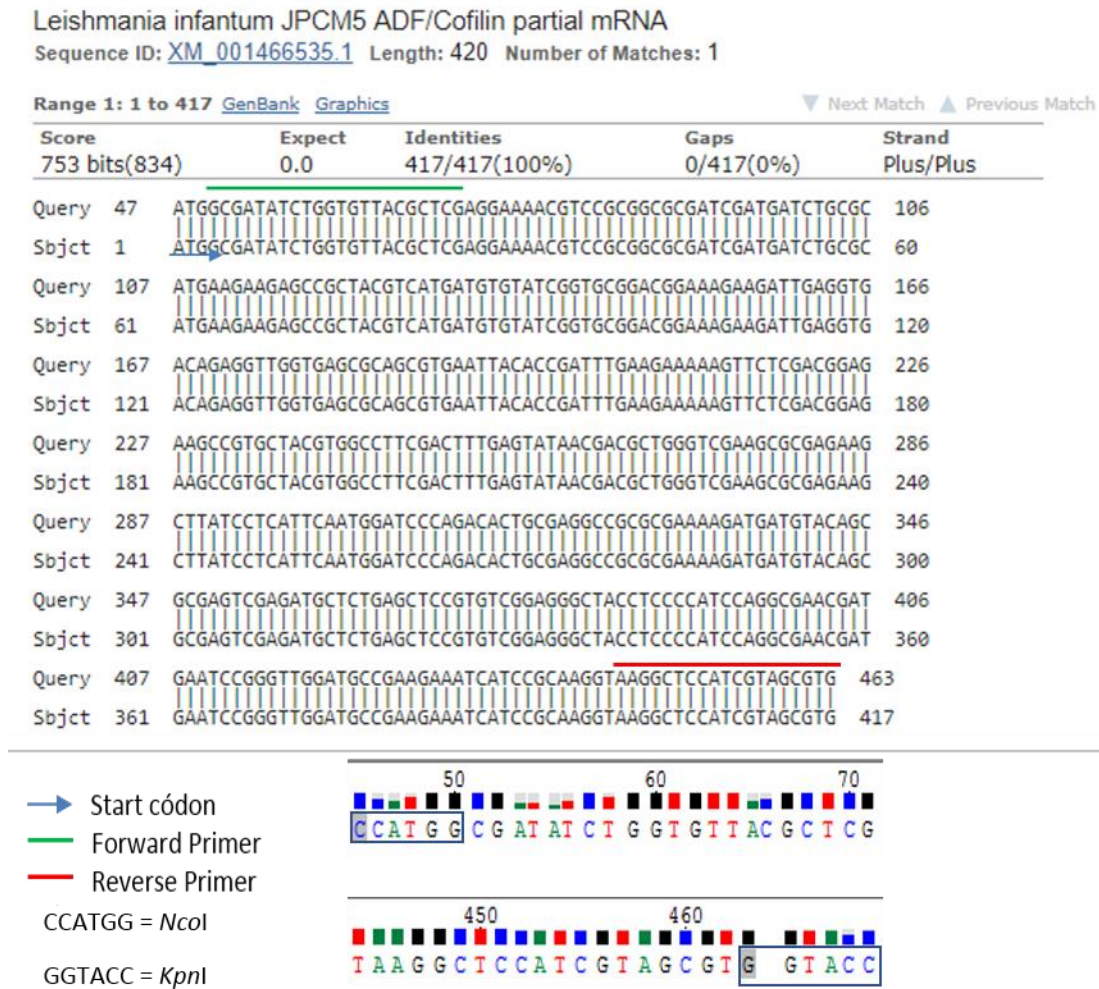 Leishmania infantum JPCM5 ADF/Cofilin partial mRNA
Sequence ID: XM_001466535.1 Length: 420 Number of Matches: 1
Range 1: 1 to 417 GenBank Graphics ▼ Next Match ▲ Previous Match
Score Expect Identities Gaps Strand
753 bits(834) 0.0 417/417(100%) 0/417(0%) Plus/Plus
Query 47 ATGGCGATATCTGGTGTTACGCTCGAGGAAAACGTCCGCGGCGCGATCGATGATCTGCGC 106
Sbjct 1 ATGGCGATATCTGGTGTTACGCTCGAGGAAAACGTCCGCGGCGCGATCGATGATCTGCGC 60
Query 107 ATGAAGAAGAGCCGCTACGTCATGATGTGTATCGGTGCGGACGGAAAGAAGATTGAGGTG 166
Sbjct 61 ATGAAGAAGAGCCGCTACGTCATGATGTGTATCGGTGCGGACGGAAAGAAGATTGAGGTG 120
Query 167 ACAGAGGTTGGTGAGCGCAGCGTGAATTACACCGATTTGAAGAAAAAGTTCTCGACGGAG 226
Sbjct 121 ACAGAGGTTGGTGAGCGCAGCGTGAATTACACCGATTTGAAGAAAAAGTTCTCGACGGAG 180
Query 227 AAGCCGTGCTACGTGGCCTTCGACTTTGAGTATAACGACGCTGGGTCGAAGCGCGAGAAG 286
Sbjct 181 AAGCCGTGCTACGTGGCCTTCGACTTTGAGTATAACGACGCTGGGTCGAAGCGCGAGAAG 240
Query 287 CTTATCCTCATTCAATGGATCCCAGACACTGCGAGGCCGCGCGAAAAGATGATGTACAGC 346
Sbjct 241 CTTATCCTCATTCAATGGATCCCAGACACTGCGAGGCCGCGCGAAAAGATGATGTACAGC 300
Query 347 GCGAGTCGAGATGCTCTGAGCTCCGTGTCGGAGGGCTACCTCCCCATCCAGGCGAACGAT 406
Sbjct 301 GCGAGTCGAGATGCTCTGAGCTCCGTGTCGGAGGGCTACCTCCCCATCCAGGCGAACGAT 360
Query 407 GAATCCGGGTTGGATGCCGAAGAAATCATCCGCAAGGTAAGGCTCCATCGTAGCGTG 463
Sbjct 361 GAATCCGGGTTGGATGCCGAAGAAATCATCCGCAAGGTAAGGCTCCATCGTAGCGTG 417
50 60 70
CCATGGCGATATCTGGTGTTACGCTCG
Start códon
Forward Primer
Reverse Primer
CCATGG = NcoI
GGTACC = KpnI
450 460
TAAGGCTCCATCGTAGCGTG GTACC